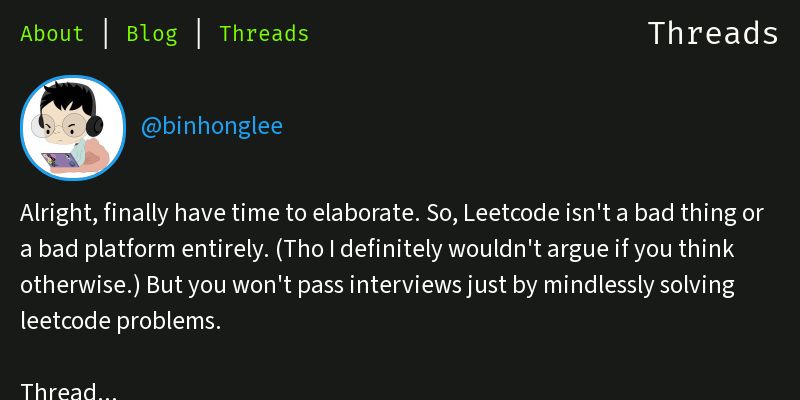 About | Blog | Threads
Threads
@binhonglee
Alright, finally have time to elaborate. So, Leetcode isn't a bad thing or
a bad platform entirely. (Tho I definitely wouldn't argue if you think
otherwise.) But you won't pass interviews just by mindlessly solving
leetcode problems.
Thread...